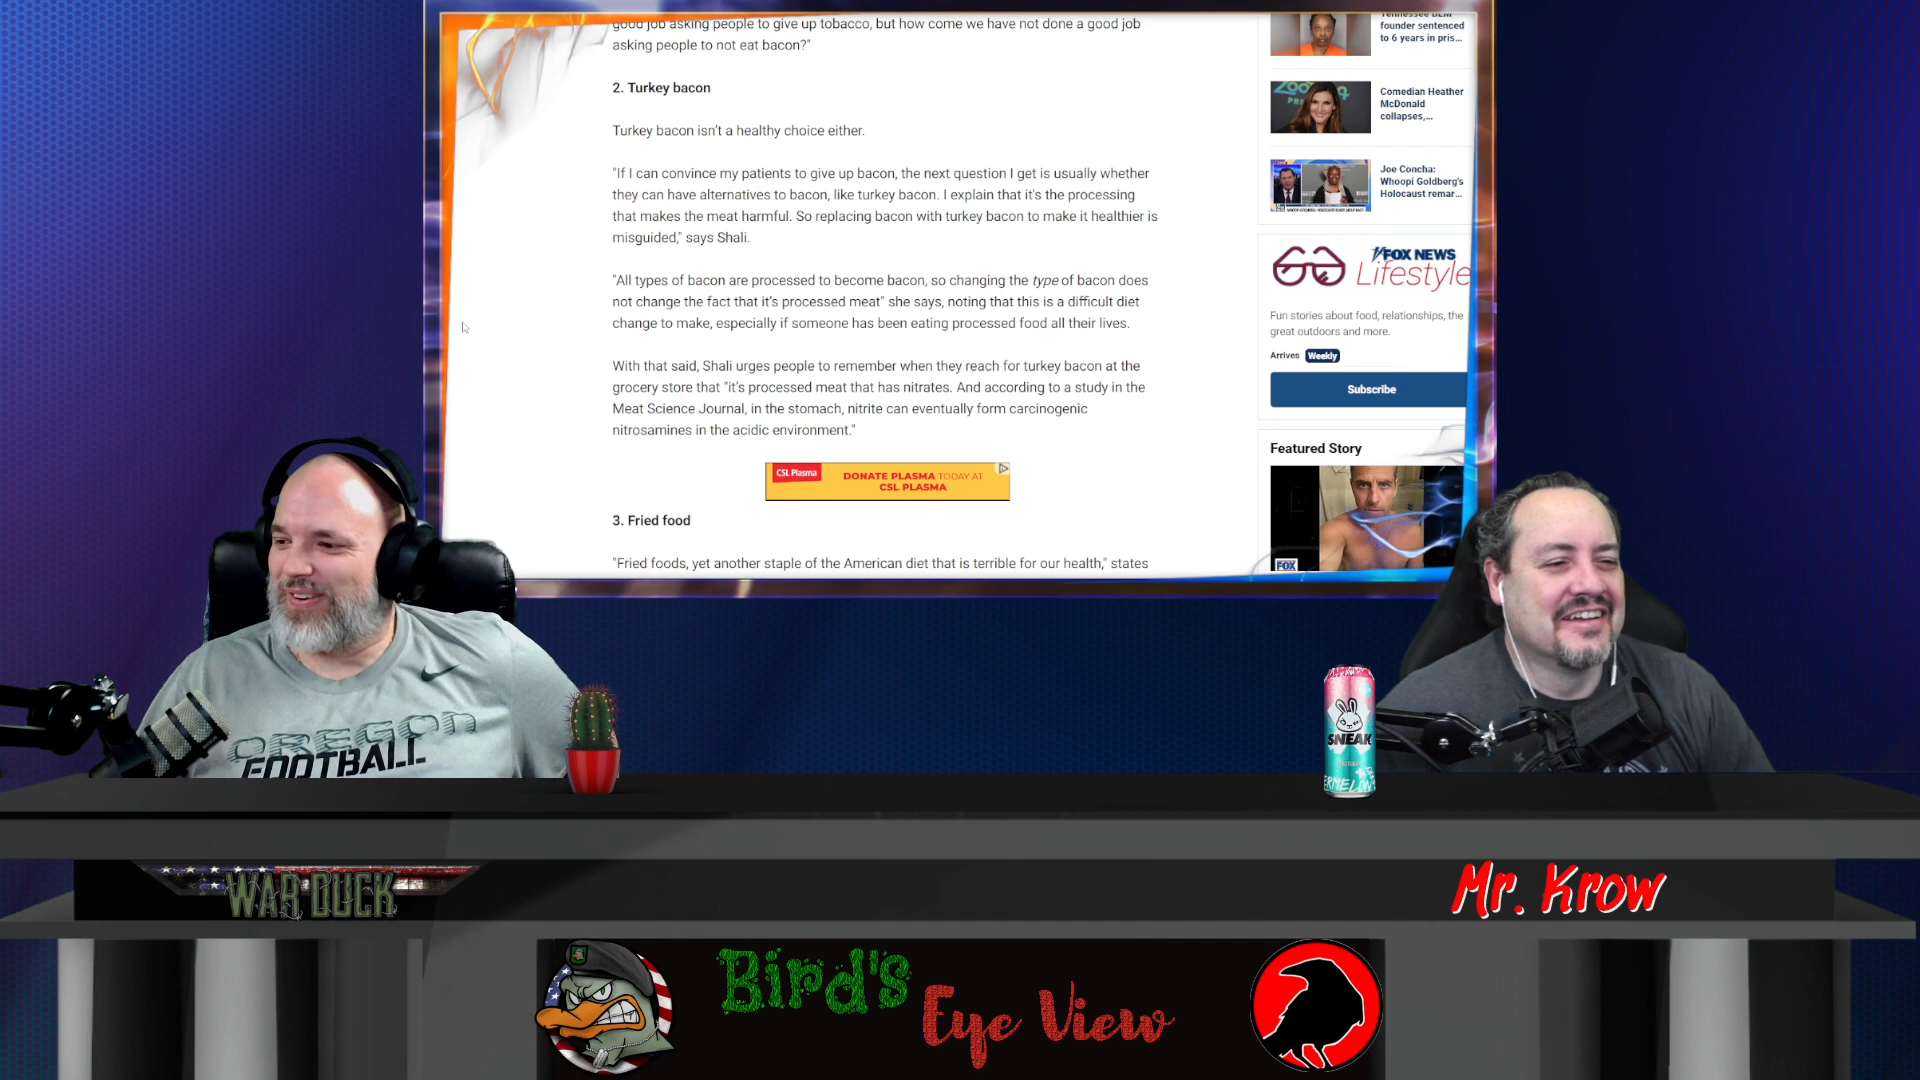 good job asking people to give up tobacco, but how come we have not done a good job
asking people to not eat bacon?"
2. Turkey bacon
Turkey bacon isn't a healthy choice either.
"If I can convince my patients to give up bacon, the next question I get is usually whether
they can have alternatives to bacon, like turkey bacon. I explain that it's the processing
that makes the meat harmful. So replacing bacon with turkey bacon to make it healthier is
misguided," says Shali.
"All types of bacon are processed to become bacon, so changing the type of bacon does
not change the fact that it's processed meat" she says, noting that this is a difficult diet
change to make, especially if someone has been eating processed food all their lives.
With that said, Shali urges people to remember when they reach for turkey bacon at the
grocery store that "it's processed meat that has nitrates. And according to a study in the
Meat Science Journal, in the stomach, nitrite can eventually form carcinogenic
nitrosamines in the acidic environment."
CSL Plasma
DONATE PLASMA TODAY AT
CSL PLASMA
3. Fried food
"Fried foods, yet another staple of the American diet that is terrible for our health," states
Tennessee BLM
founder sentenced
to 6 years in pris...
Comedian Heather
McDonald
collapses,...
Joe Concha:
Whoopi Goldberg's
Holocaust remar...
FOX NEWS
Lifestyle
Fun stories about food, relationships, the
great outdoors and more.
Arrives Weekly
Subscribe
Featured Story
FOX
OREGON
FOOTBALL
SNEAK
ERMELON
WAR DUCK
Mr. Krow
Bird's
Eye View